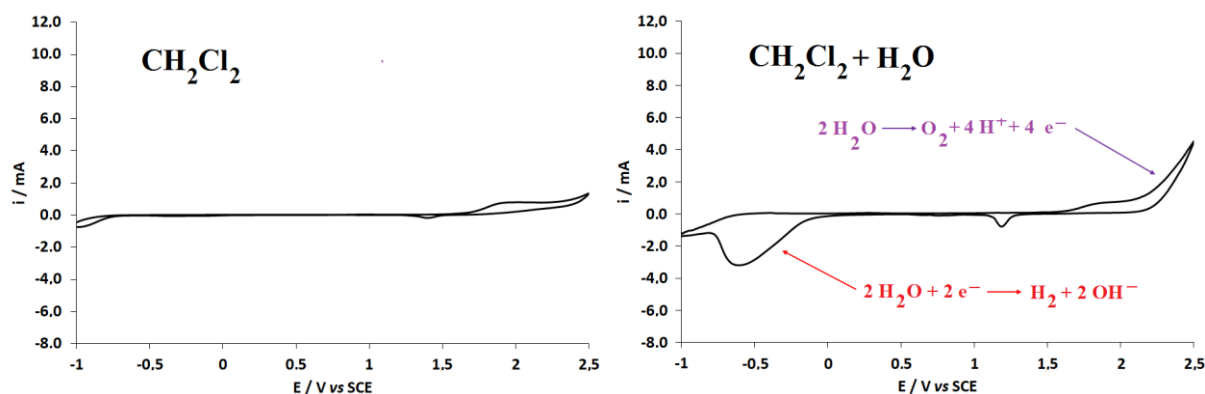 12,0
10.0
8.0
6.0
4.0
2.0
0.0
-2.0
-4.0
-6.0
-8.0
i / mA
CH₂Cl₂
-1 -0,5 0 0,5 1 1,5 2 2,5
E / V vs SCE
12,0
10.0
8.0
6.0
4.0
2.0
0.0
-2.0
-4.0
-6.0
-8.0
i / mA
CH₂Cl₂ + H₂O
2 H₂O → O₂ + 4 H⁺ + 4 e⁻
2 H₂O + 2 e⁻ → H₂ + 2 OH⁻
-1 -0,5 0 0,5 1 1,5 2 2,5
E / V vs SCE